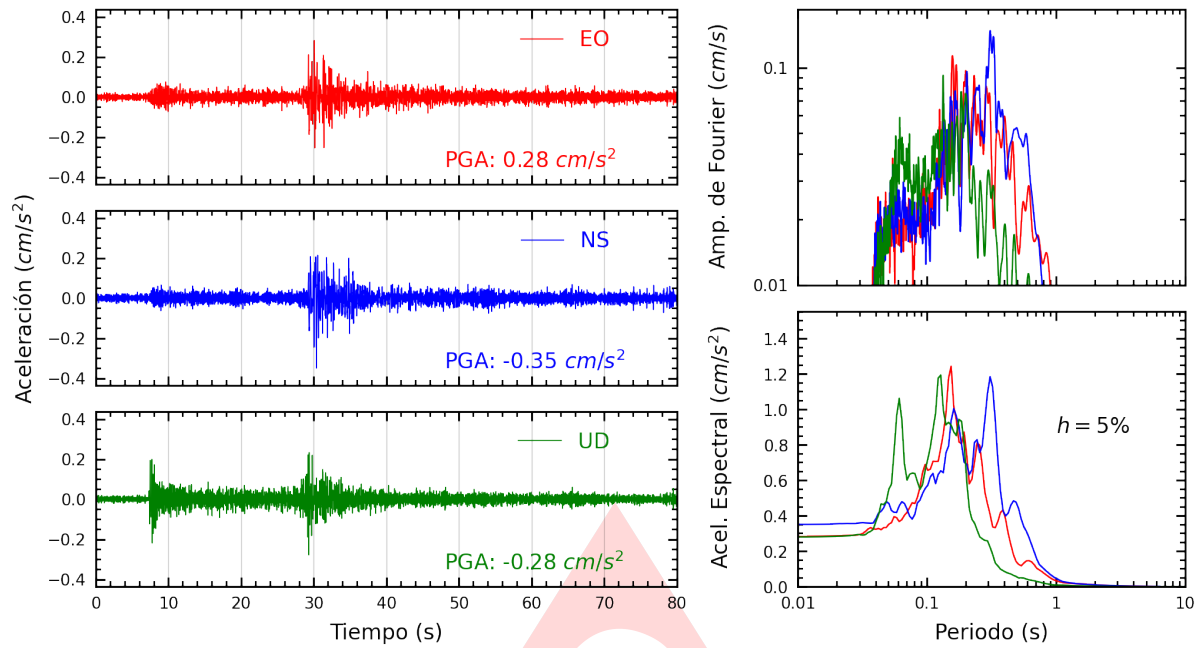 0.4
0.2
0.0
−0.2
−0.4
EO
PGA: 0.28 cm/s²
0.4
0.2
0.0
−0.2
−0.4
NS
PGA: -0.35 cm/s²
0.4
0.2
0.0
−0.2
−0.4
UD
PGA: -0.28 cm/s²
Aceleración (cm/s²)
0 10 20 30 40 50 60 70 80
Tiempo (s)
Amp. de Fourier (cm/s)
0.1
0.01
Acel. Espectral (cm/s²)
1.4
1.2
1.0
0.8
0.6
0.4
0.2
0.0
h = 5%
0.01 0.1 1 10
Periodo (s)